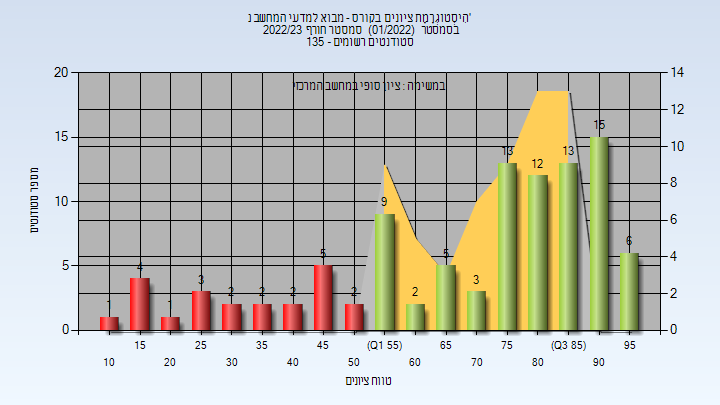 הִיסְטוֹגְרָמַת ציונים בקורס - מבוא למדעי המחשב נ'
בסמסטר (01/2022) סמסטר חורף 2022/23
סטודנטים רשומים - 135
במשימה : ציון סופי במחשב המרכזי
20 14
12
15 10
10 8
6
5 4
2
0 0
1 4 1 3 2 2 2 5 2 9 2 5 3 13 12 13 15 6
מספר סטודנטים
15 25 35 45 (Q1 55) 65 75 (Q3 85) 95
10 20 30 40 50 60 70 80 90
טווח ציונים